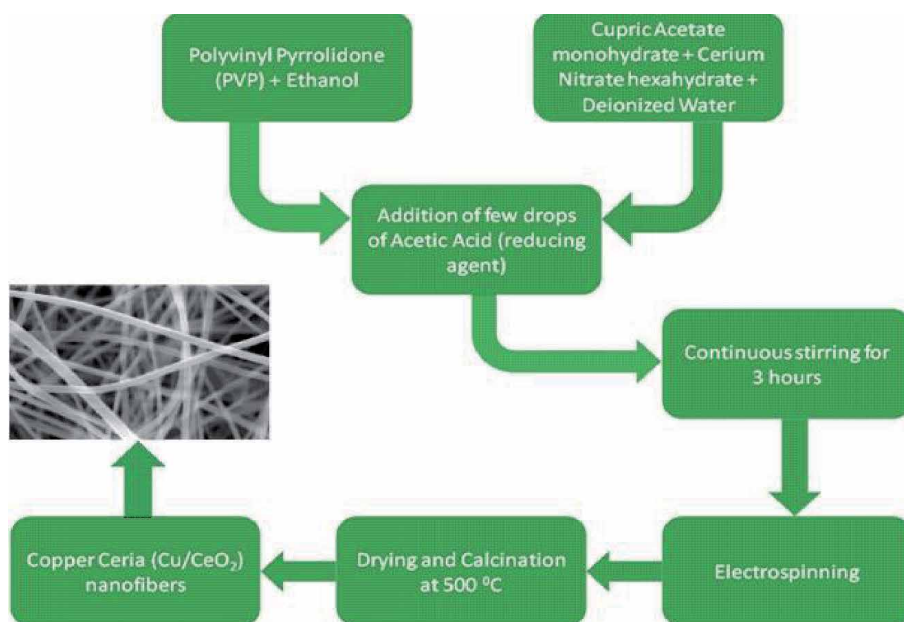 Polyvinyl Pyrrolidone
(PVP) + Ethanol
Cupric Acetate
monohydrate + Cerium
Nitrate hexahydrate +
Deionized Water
Addition of few drops
of Acetic Acid (reducing
agent)
Continuous stirring for
3 hours
Electrospinning
Drying and Calcination
at 500 ⁰C
Copper Ceria (Cu/CeO₂)
nanofibers